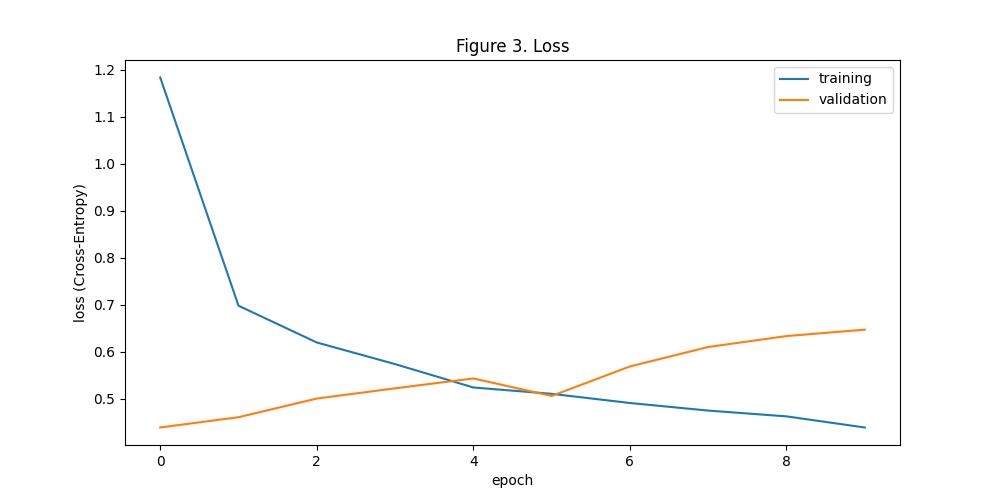 Figure 3. Loss
training
validation
1.2
1.1
1.0
0.9
0.8
0.7
0.6
0.5
loss (Cross-Entropy)
0 2 4 6 8
epoch